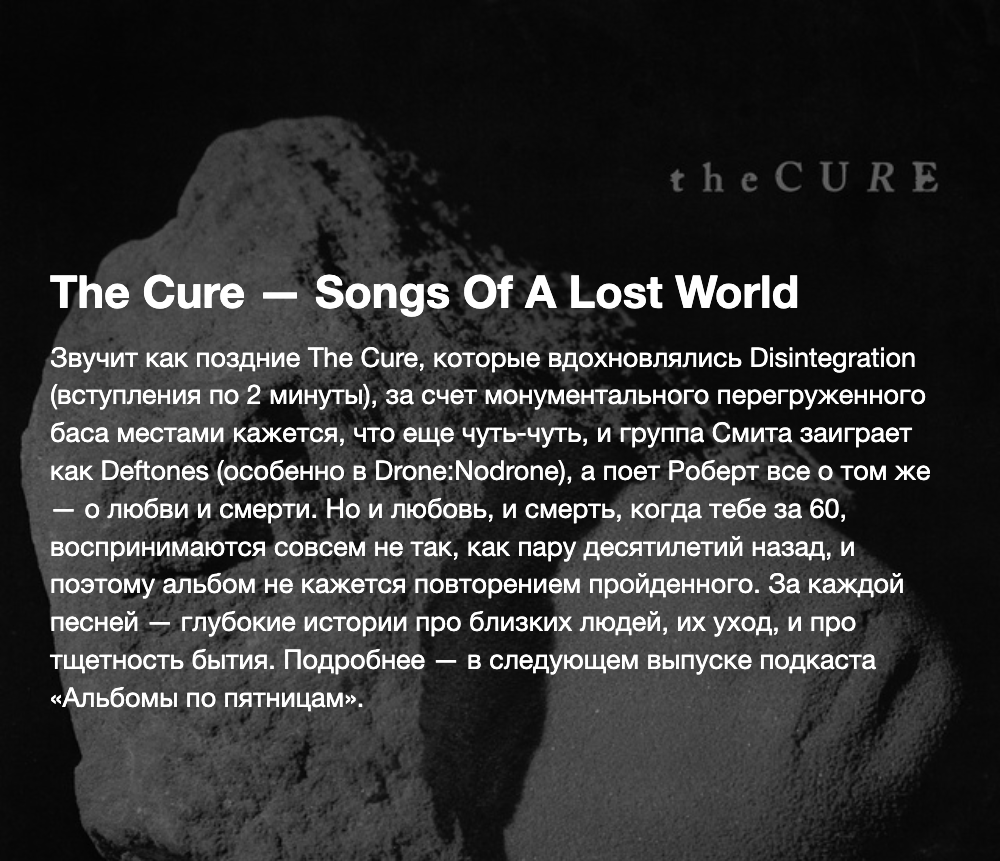 theCURE
The Cure — Songs Of A Lost World
Звучит как поздние The Cure, которые вдохновлялись Disintegration
(вступления по 2 минуты), за счет монументального перегруженного
баса местами кажется, что еще чуть-чуть, и группа Смита заиграет
как Deftones (особенно в Drone:Nodrone), а поет Роберт все о том же
— о любви и смерти. Но и любовь, и смерть, когда тебе за 60,
воспринимаются совсем не так, как пару десятилетий назад, и
поэтому альбом не кажется повторением пройденного. За каждой
песней — глубокие истории про близких людей, их уход, и про
тщетность бытия. Подробнее — в следующем выпуске подкаста
«Альбомы по пятницам».